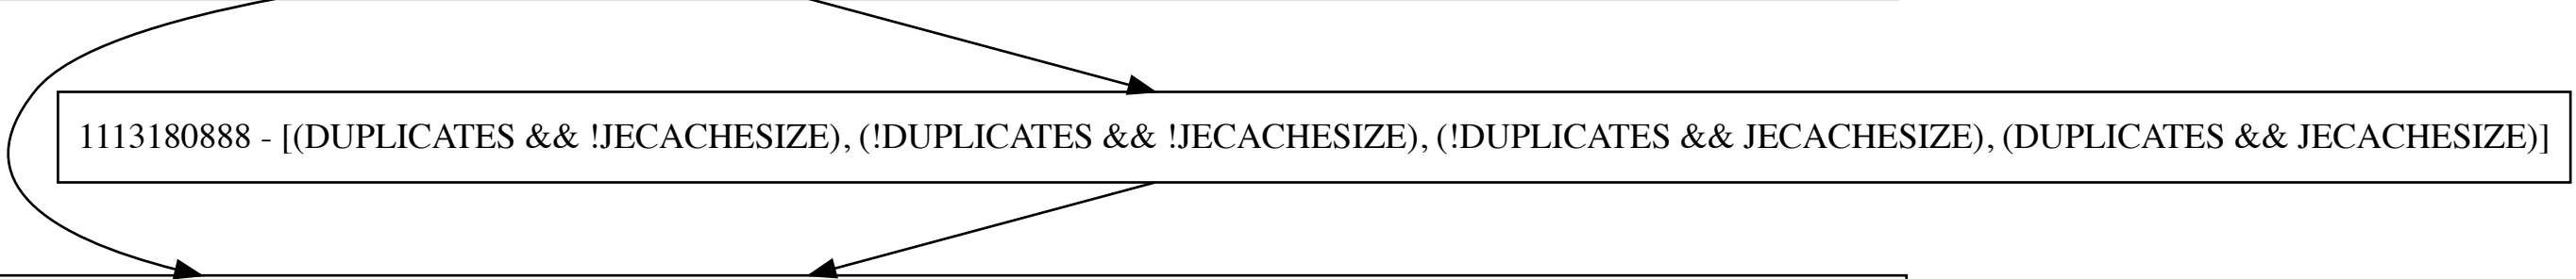 1113180888 - [(DUPLICATES && !JECACHESIZE), (!DUPLICATES && !JECACHESIZE), (!DUPLICATES && JECACHESIZE), (DUPLICATES && JECACHESIZE)]